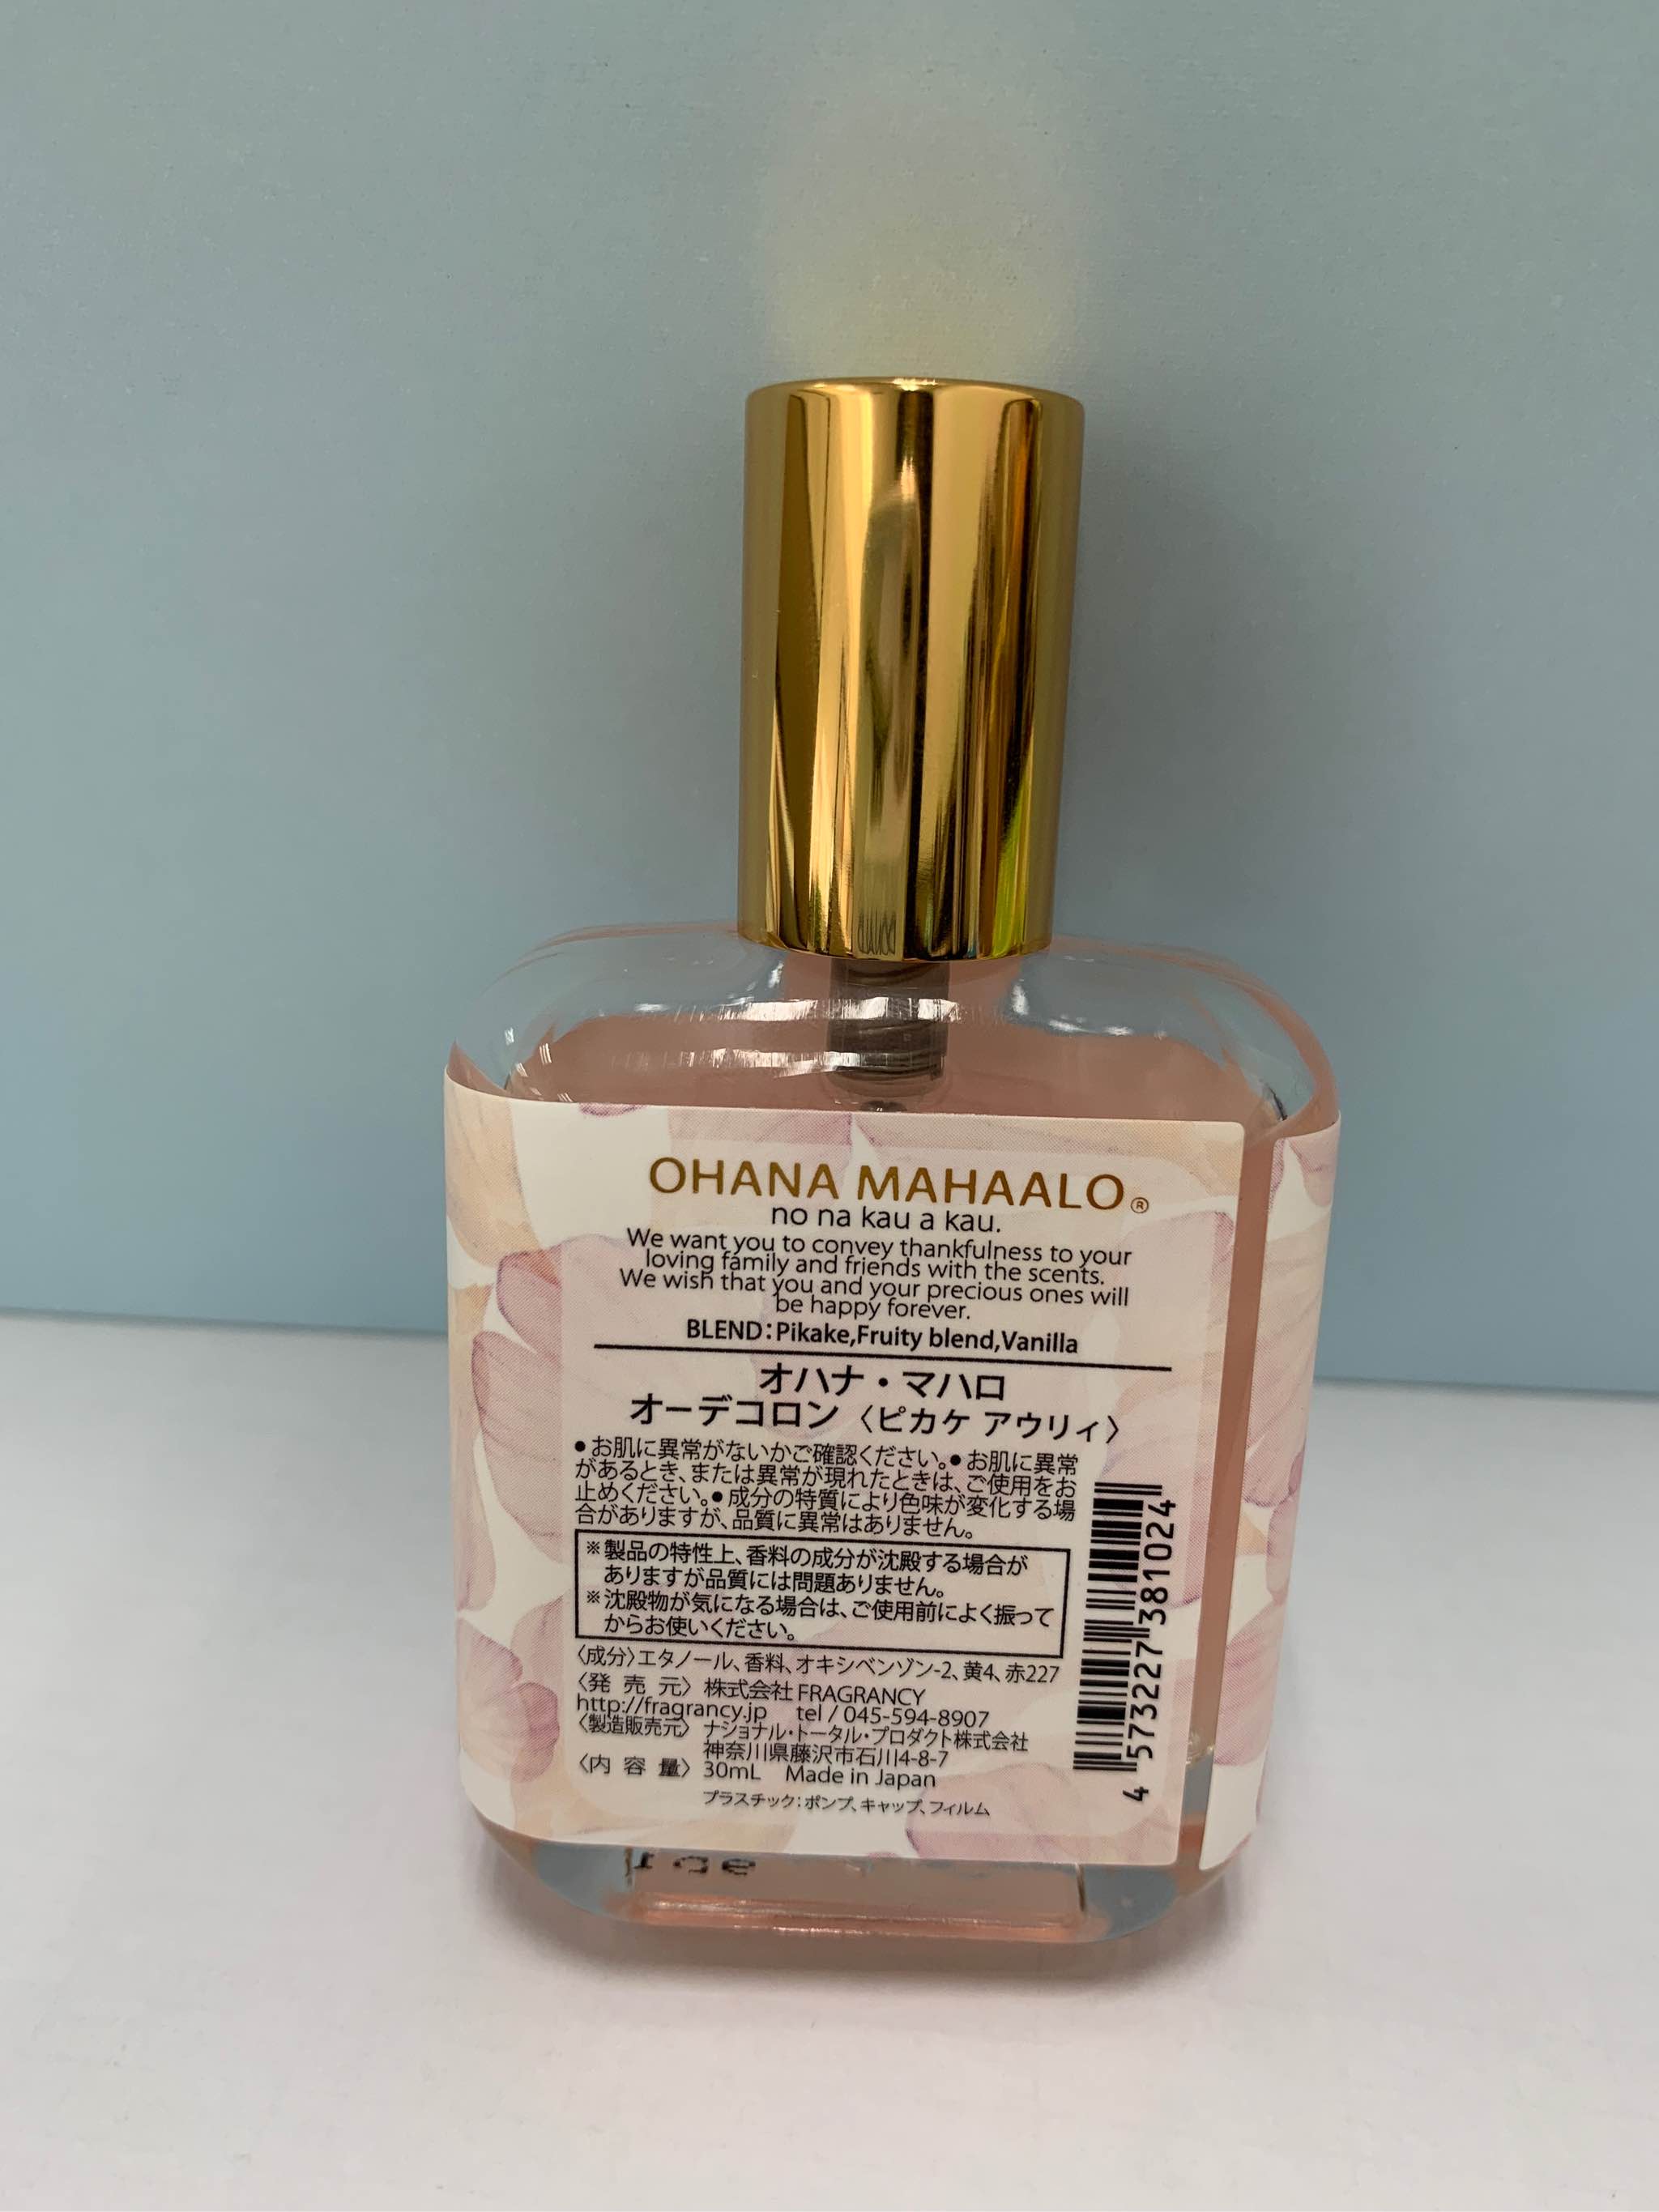 OHANA MAHAALO®
no na kau a kau.
We want you to convey thankfulness to your
loving family and friends with the scents.
We wish that you and your precious ones will
be happy forever.
BLEND:Pikake,Fruity blend,Vanilla
オハナ・マハロ
オーデコロン〈ピカケ アウリィ〉
●お肌に異常がないかご確認ください。●お肌に異常
があるとき、または異常が現れたときは、ご使用をお
止めください。●成分の特質により色味が変化する場
合がありますが、品質に異常はありません。
※製品の特性上、香料の成分が沈殿する場合が
ありますが品質には問題ありません。
※沈殿物が気になる場合は、ご使用前によく振って
からお使いください。
〈成分〉エタノール、香料、オキシベンゾン-2、黄4、赤227
〈発売元〉株式会社FRAGRANCY
http://fragrancy.jp tel / 045-594-8907
〈製造販売元〉ナショナル・トータル・プロダクト株式会社
神奈川県藤沢市石川4-8-7
〈内容量〉30mL Made in Japan
プラスチック：ポンプ、キャップ、フィルム
4 573227 381024